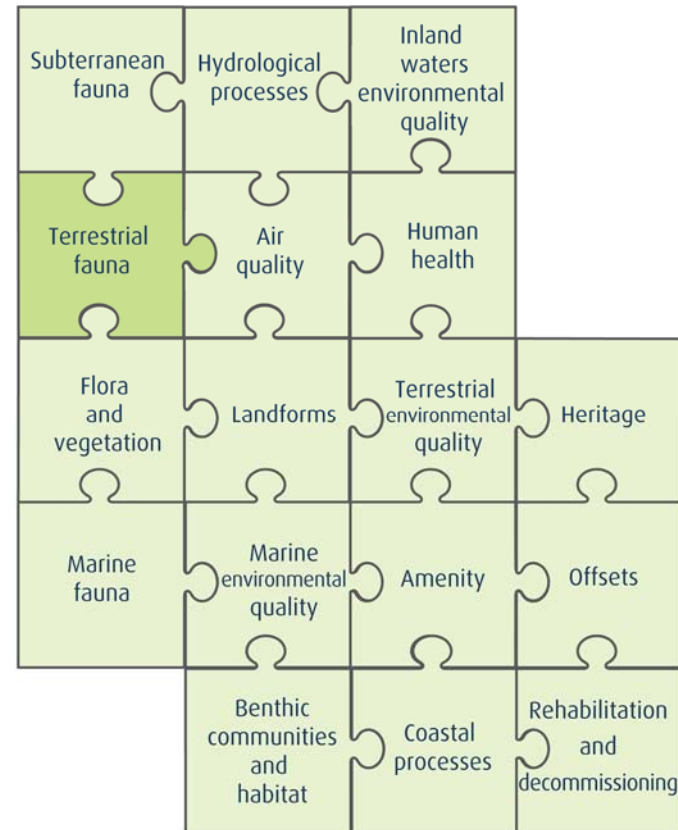 Subterranean
fauna
Hydrological
processes
Inland
waters
environmental
quality
Terrestrial
fauna
Air
quality
Human
health
Flora
and
vegetation
Landforms
Terrestrial
environmental
quality
Heritage
Marine
fauna
Marine
environmental
quality
Amenity
Offsets
Benthic
communities
and
habitat
Coastal
processes
Rehabilitation
and
decommissioning